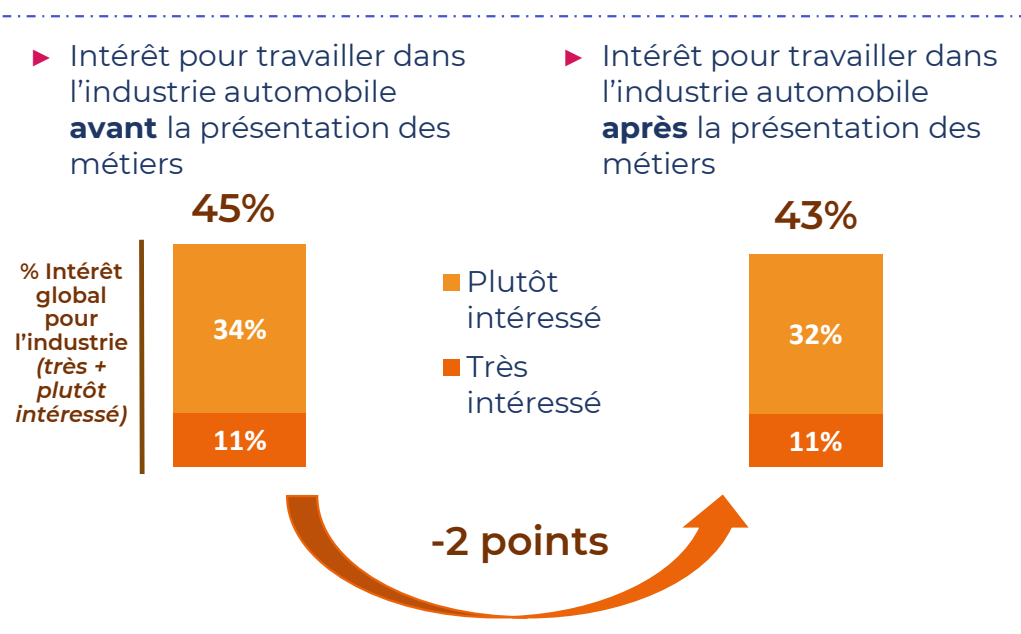 ► Intérêt pour travailler dans
l’industrie automobile
avant la présentation des
métiers
► Intérêt pour travailler dans
l’industrie automobile
après la présentation des
métiers
45%
43%
% Intérêt
global
pour
l’industrie
(très +
plutôt
intéressé)
34%
11%
Plutôt
intéressé
Très
intéressé
32%
11%
-2 points